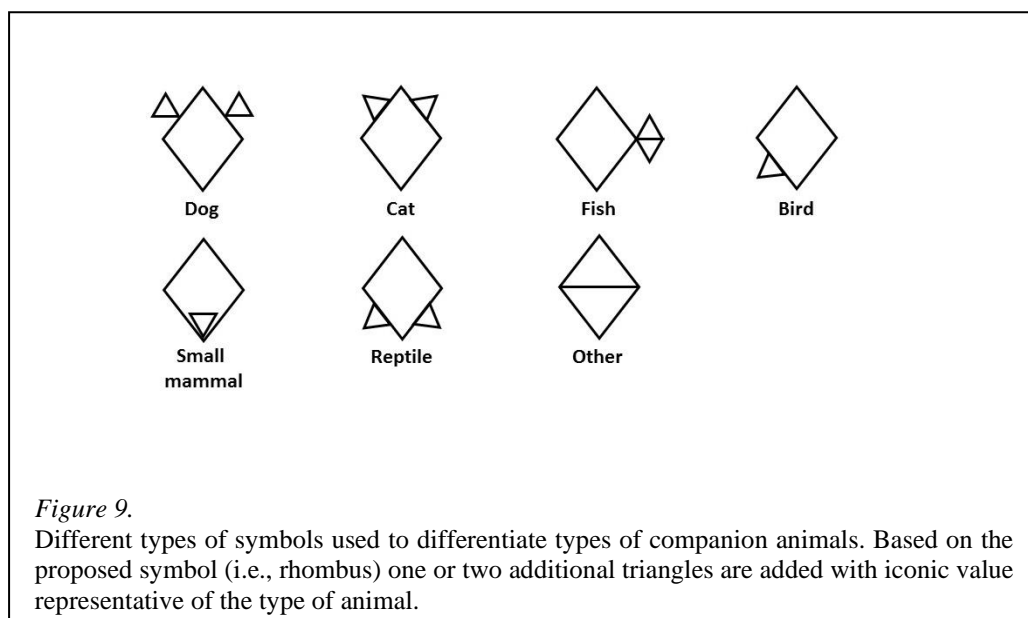 Dog Cat Fish Bird
Small mammal Reptile Other
Figure 9.
Different types of symbols used to differentiate types of companion animals. Based on the
proposed symbol (i.e., rhombus) one or two additional triangles are added with iconic value
representative of the type of animal.